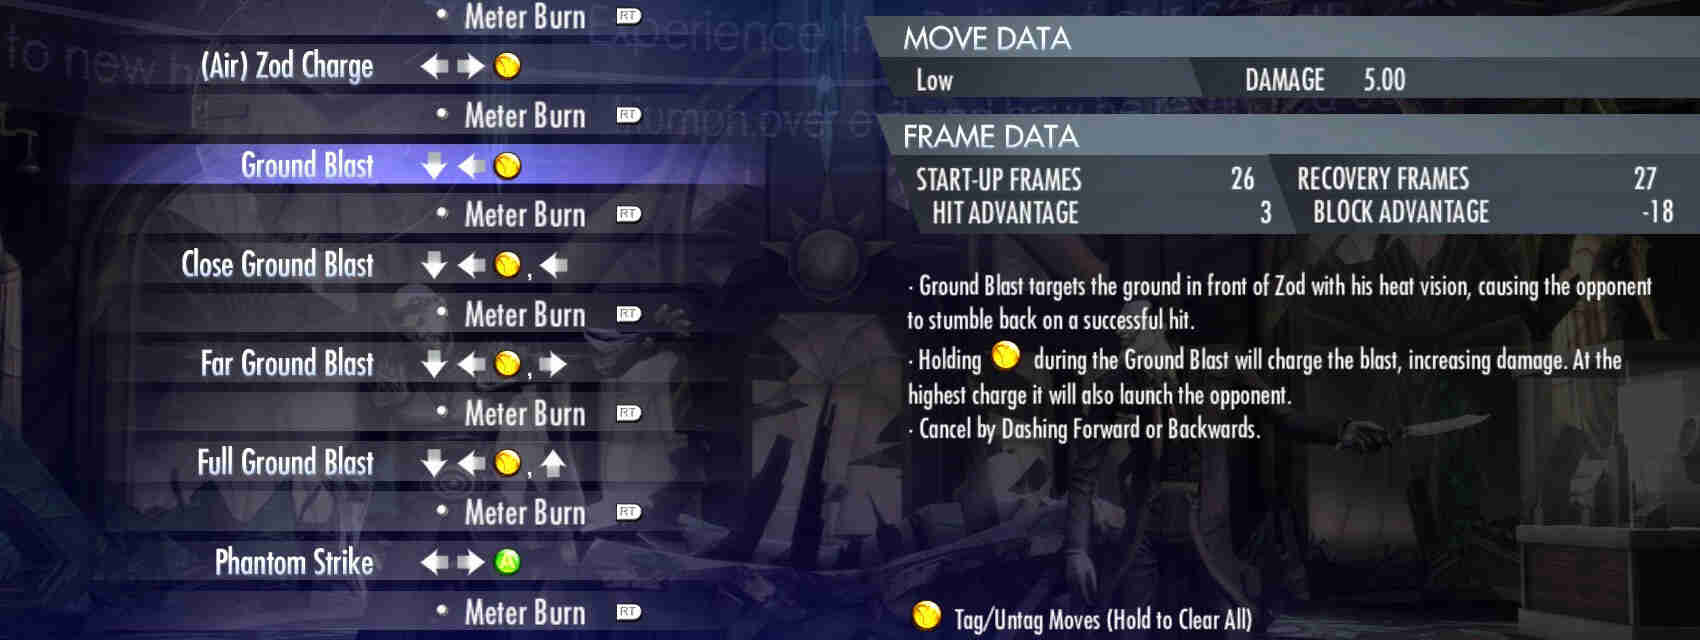 Meter Burn RT
(Air) Zod Charge Y
Meter Burn RT
Ground Blast Y
Meter Burn RT
Close Ground Blast Y ,
Meter Burn RT
Far Ground Blast Y ,
Meter Burn RT
Full Ground Blast Y ,
Meter Burn RT
Phantom Strike A
Meter Burn RT
MOVE DATA
Low DAMAGE 5.00
FRAME DATA
START-UP FRAMES 26 RECOVERY FRAMES 27
HIT ADVANTAGE 3 BLOCK ADVANTAGE -18
· Ground Blast targets the ground in front of Zod with his heat vision, causing the opponent
to stumble back on a successful hit.
· Holding Y during the Ground Blast will charge the blast, increasing damage. At the
highest charge it will also launch the opponent.
· Cancel by Dashing Forward or Backwards.
Y Tag/Untag Moves (Hold to Clear All)
to new
Experience
umph over e